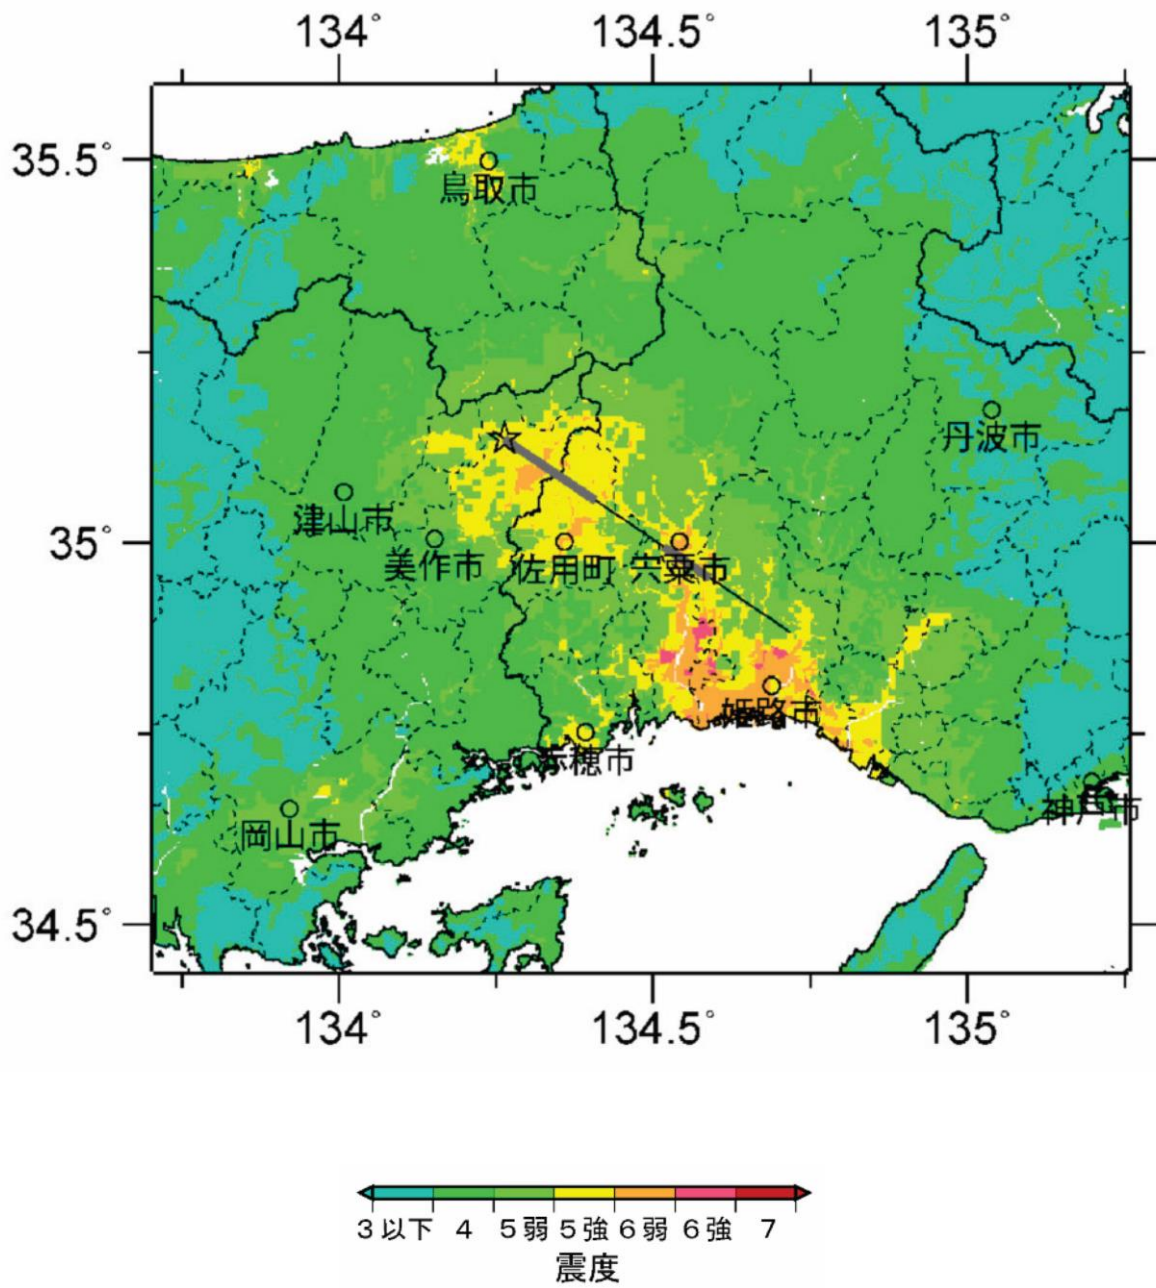 134° 134.5° 135°
35.5°
鳥取市
丹波市
津山市
35°
美作市 佐用町 宍粟市
姫路市
赤穂市
神戸市
岡山市
34.5°
134° 134.5° 135°
3以下 4 5弱 5強 6弱 6強 7
震度